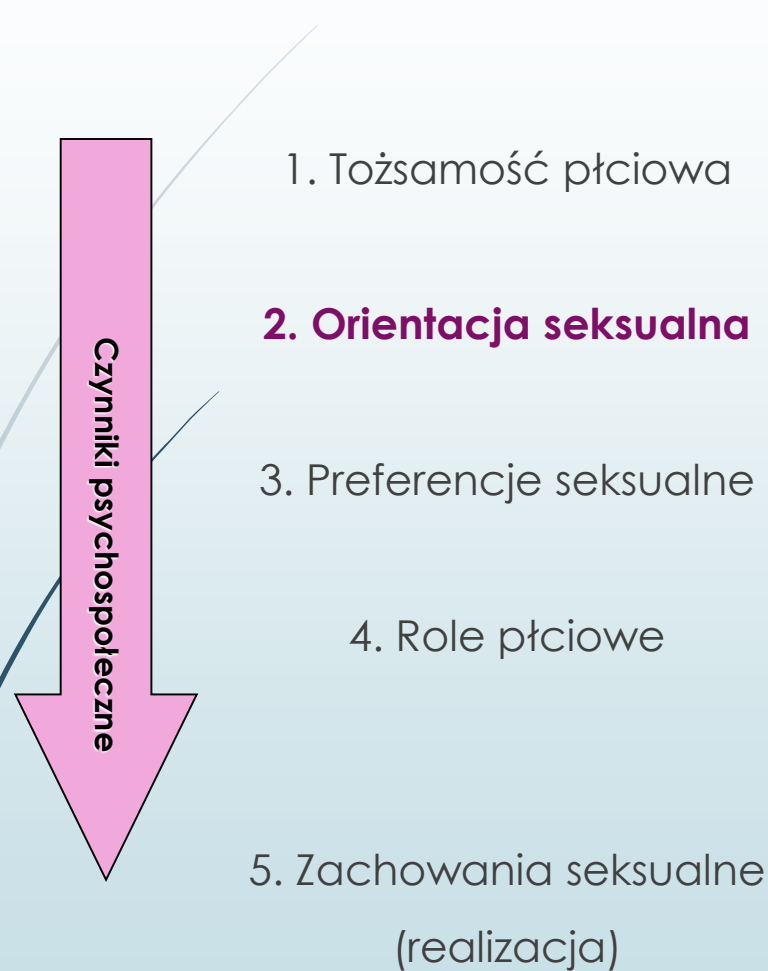 Czynniki psychospołeczne
1. Tożsamość płciowa
2. Orientacja seksualna
3. Preferencje seksualne
4. Role płciowe
5. Zachowania seksualne
(realizacja)